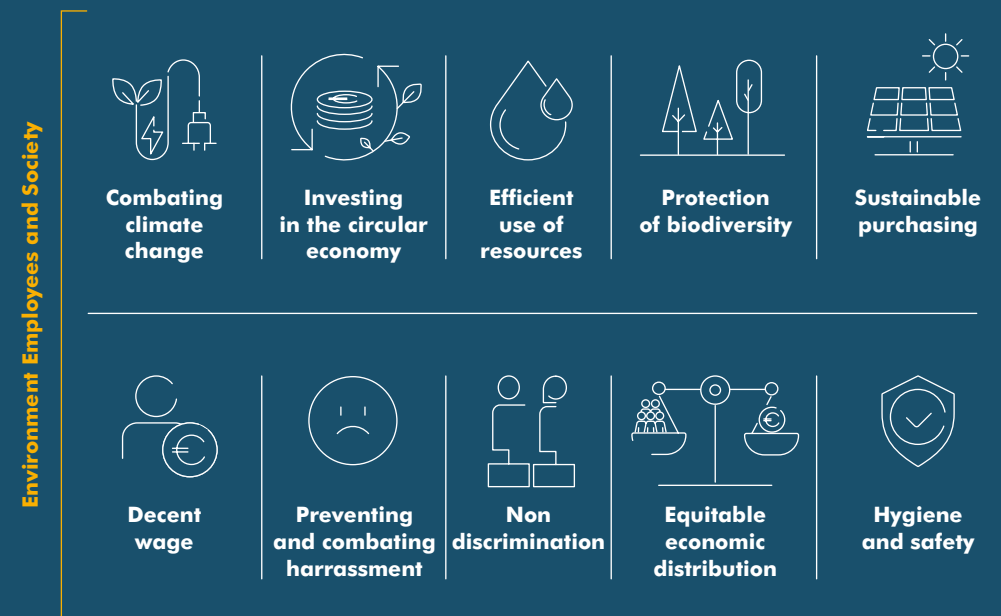 Environment Employees and Society
Combating
climate
change
Investing
in the circular
economy
Efficient
use of
resources
Protection
of biodiversity
Sustainable
purchasing
Decent
wage
Preventing
and combating
harrassment
Non
discrimination
Equitable
economic
distribution
Hygiene
and safety